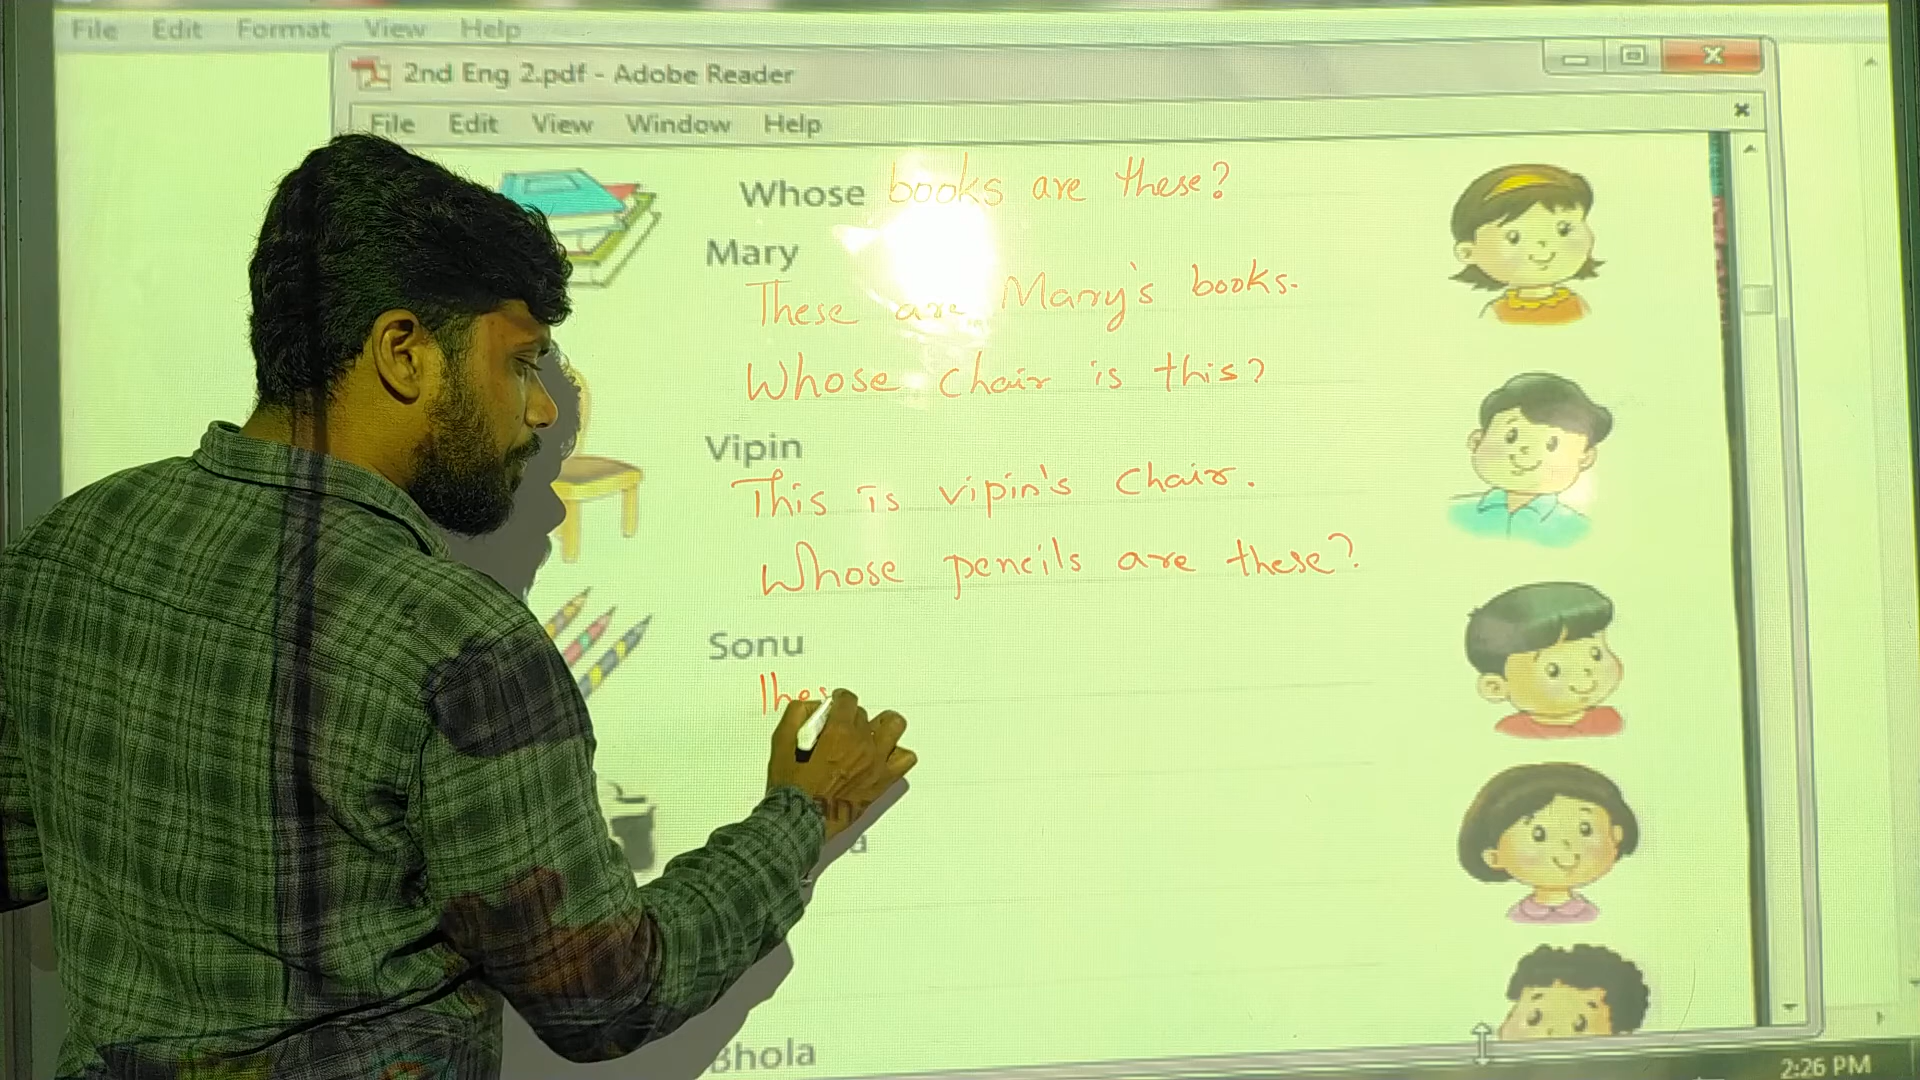 File Edit Format View Help
2nd Eng 2.pdf - Adobe Reader
File Edit View Window Help
Whose books are these?
Mary
These are Mary's books.
Whose chair is this?
Vipin
This is vipin's chair.
Whose pencils are these?
Sonu
Thes
Bhola
2:26 PM